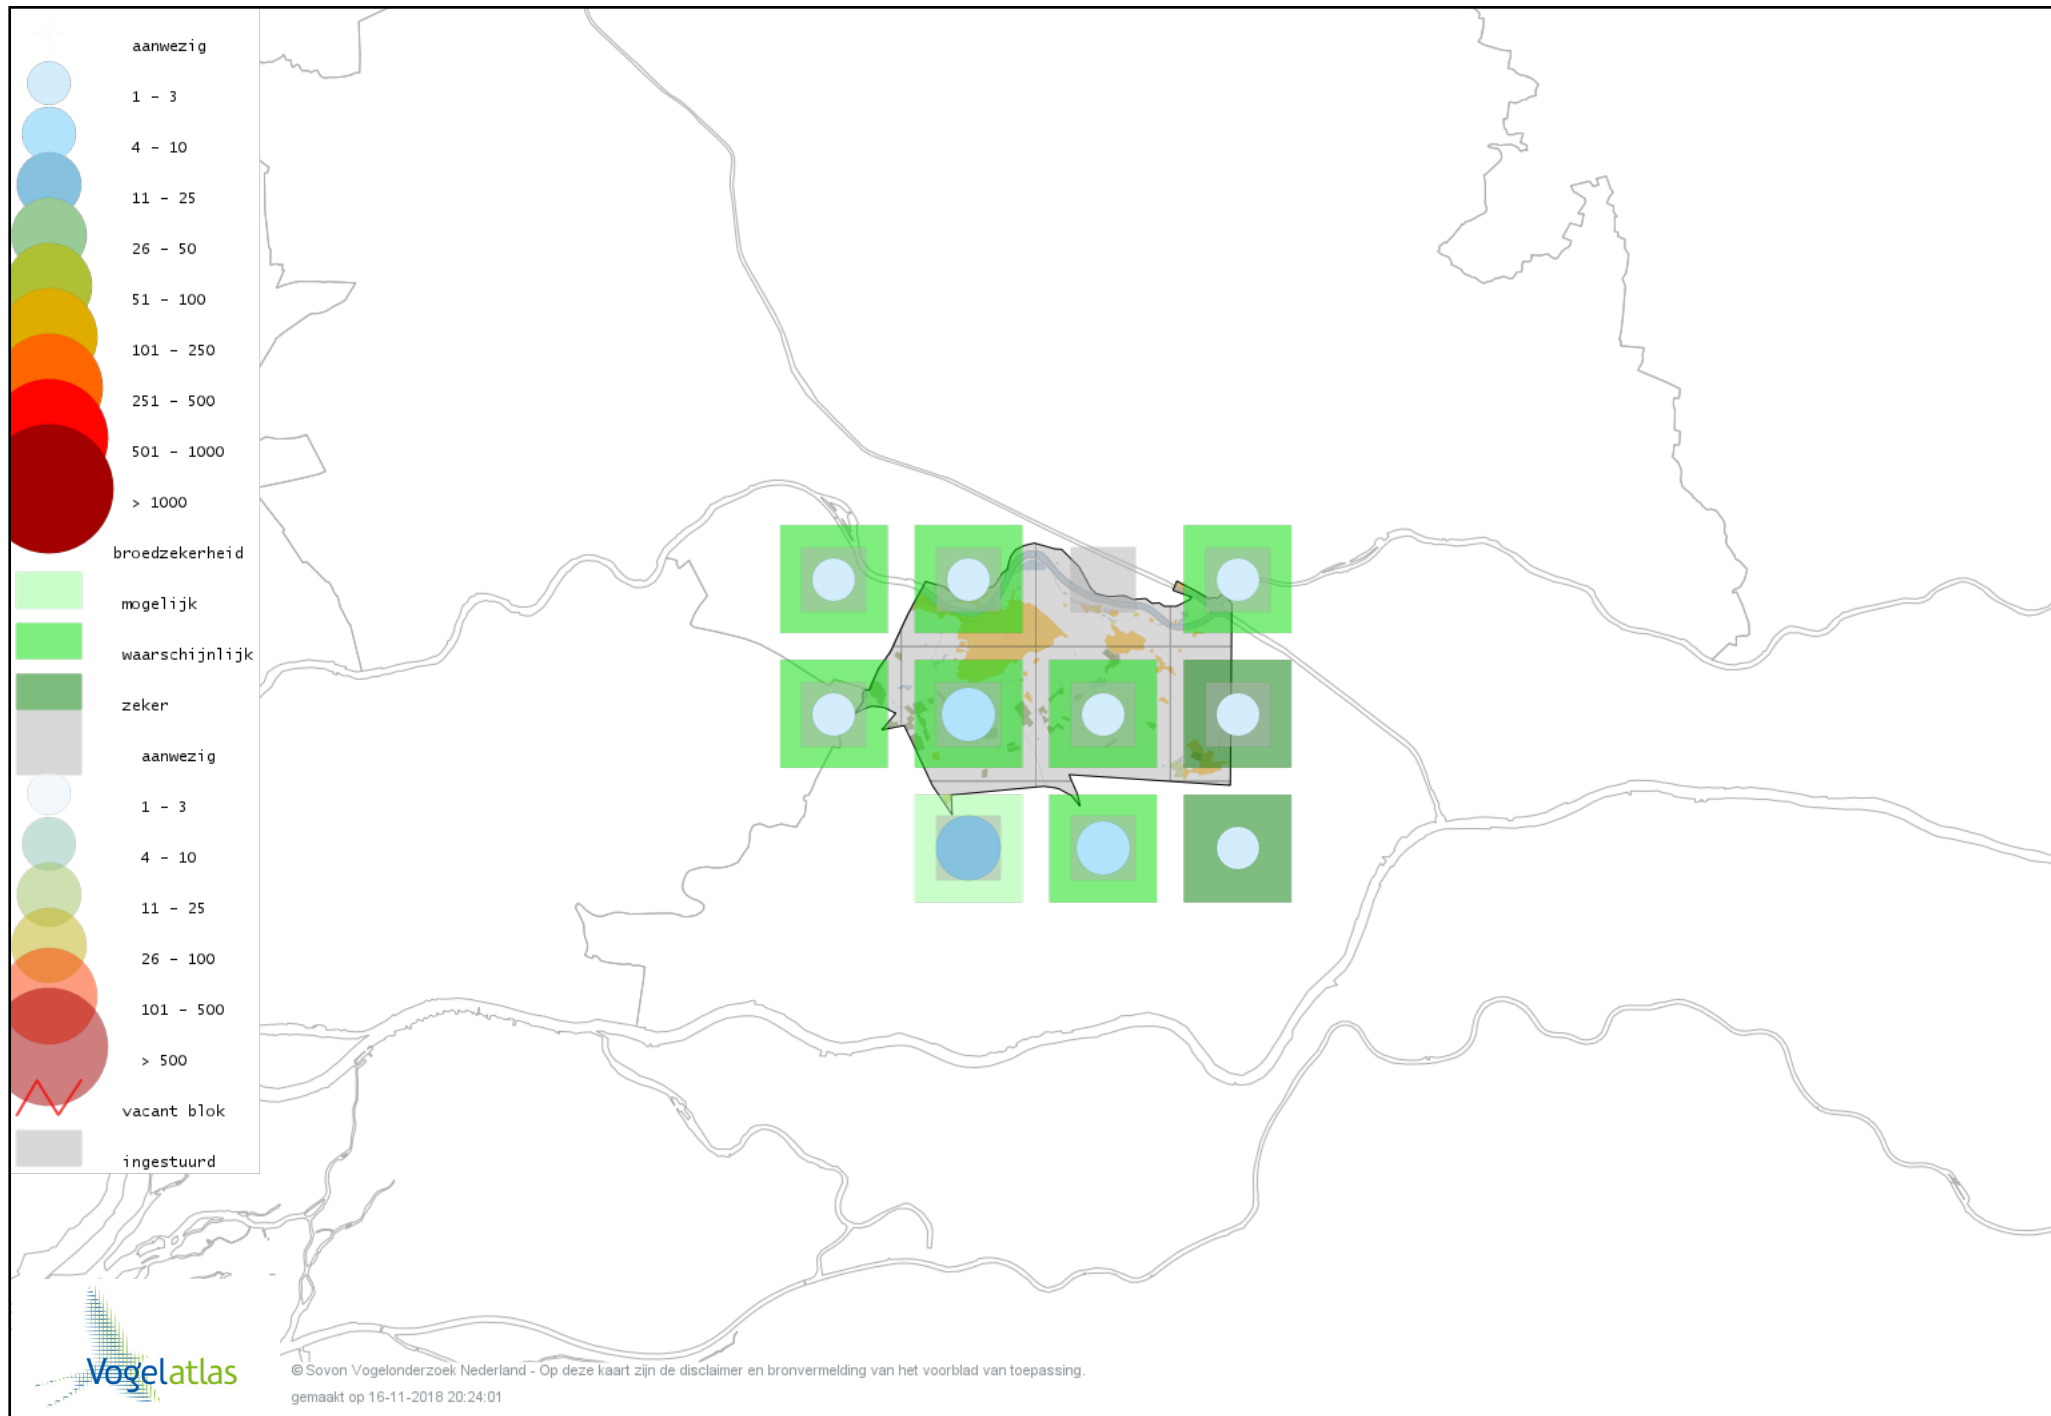 aanwezig
1 - 3
4 - 10
11 - 25
26 - 50
51 - 100
101 - 250
251 - 500
501 - 1000
> 1000
broedzekerheid
mogelijk
waarschijnlijk
zeker
aanwezig
1 - 3
4 - 10
11 - 25
26 - 100
101 - 500
> 500
vacant blok
ingestuurd
Vogelatlas
© Sovon Vogelonderzoek Nederland - Op deze kaart zijn de disclaimer en bronvermelding van het voorblad van toepassing.
gemaakt op 16-11-2018 20:24:01